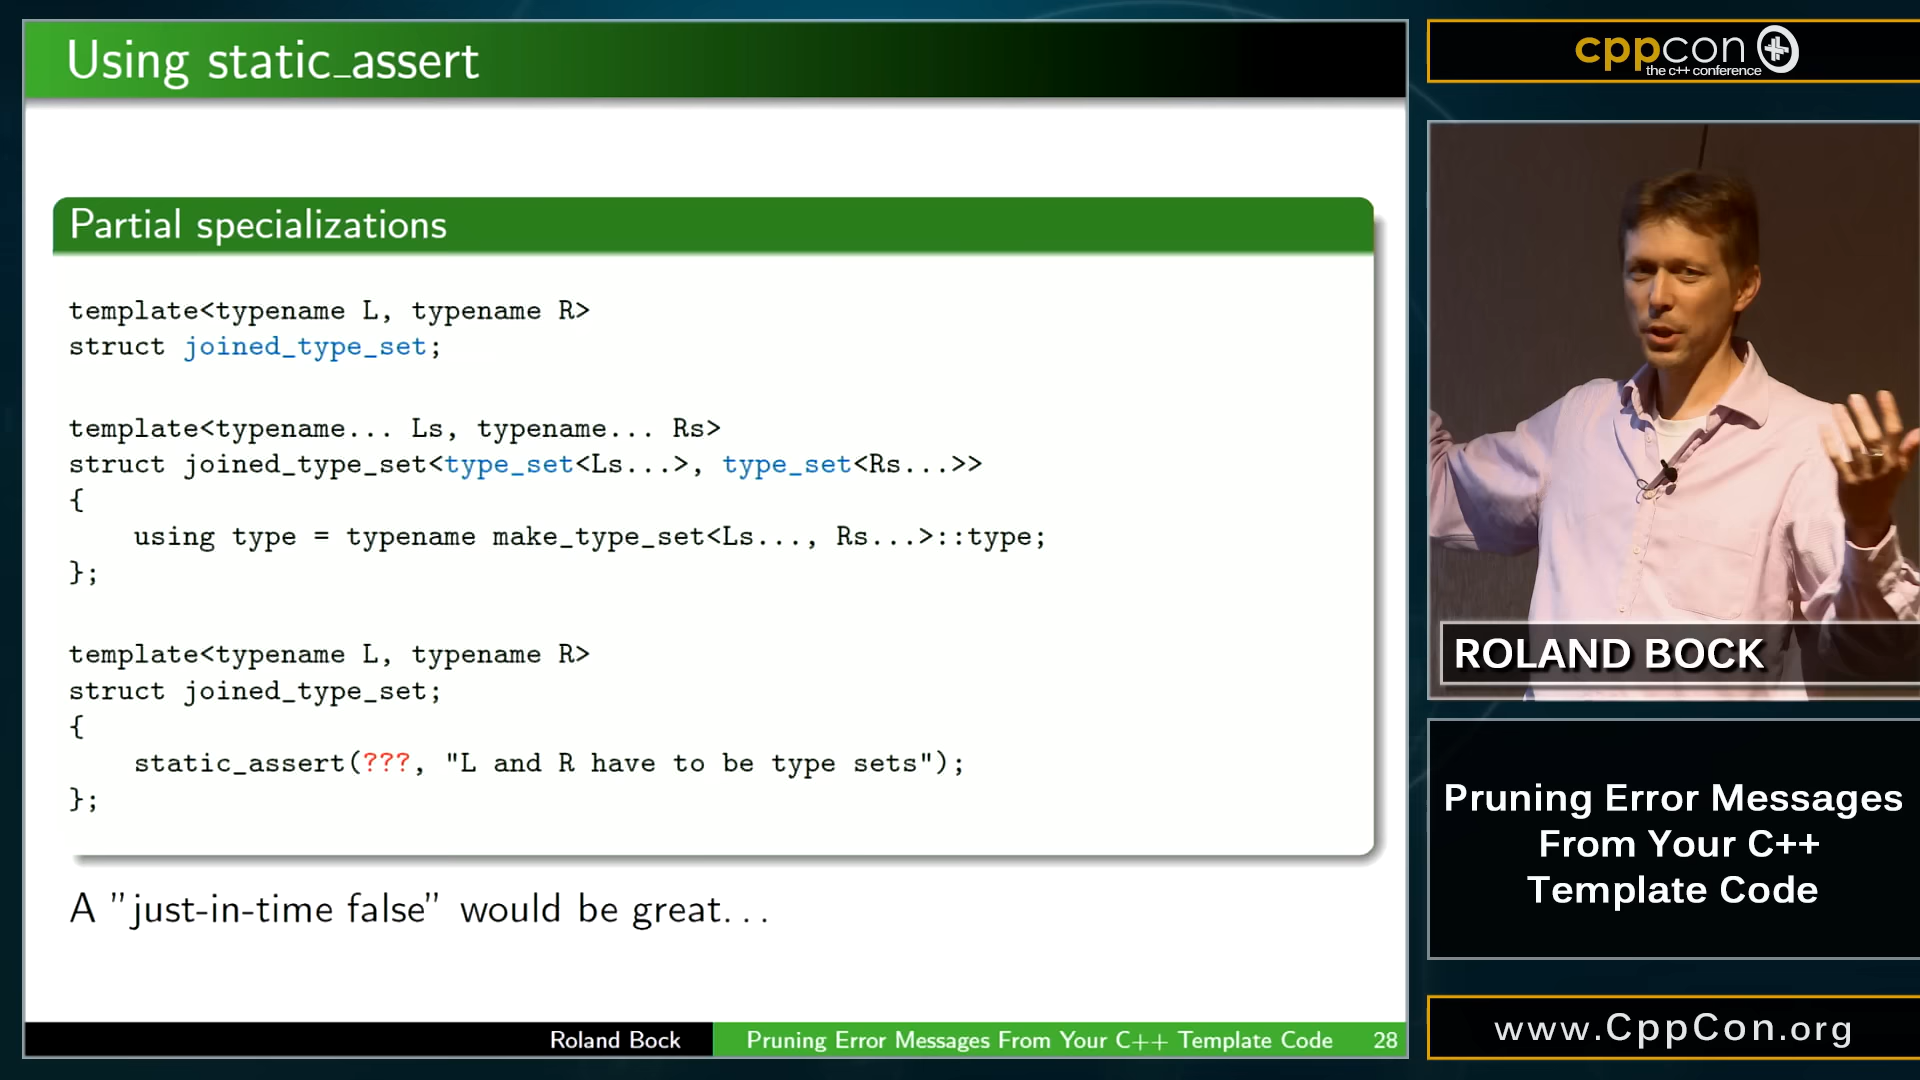 Using static_assert
Partial specializations
template<typename L, typename R>
struct joined_type_set;
template<typename... Ls, typename... Rs>
struct joined_type_set<type_set<Ls...>, type_set<Rs...>>
{
    using type = typename make_type_set<Ls..., Rs...>::type;
};
template<typename L, typename R>
struct joined_type_set;
{
    static_assert(???, "L and R have to be type sets");
};
A ”just-in-time false” would be great...
Roland Bock
Pruning Error Messages From Your C++ Template Code
28
cppcon
the c++ conference
ROLAND BOCK
Pruning Error Messages
From Your C++
Template Code
www.CppCon.org